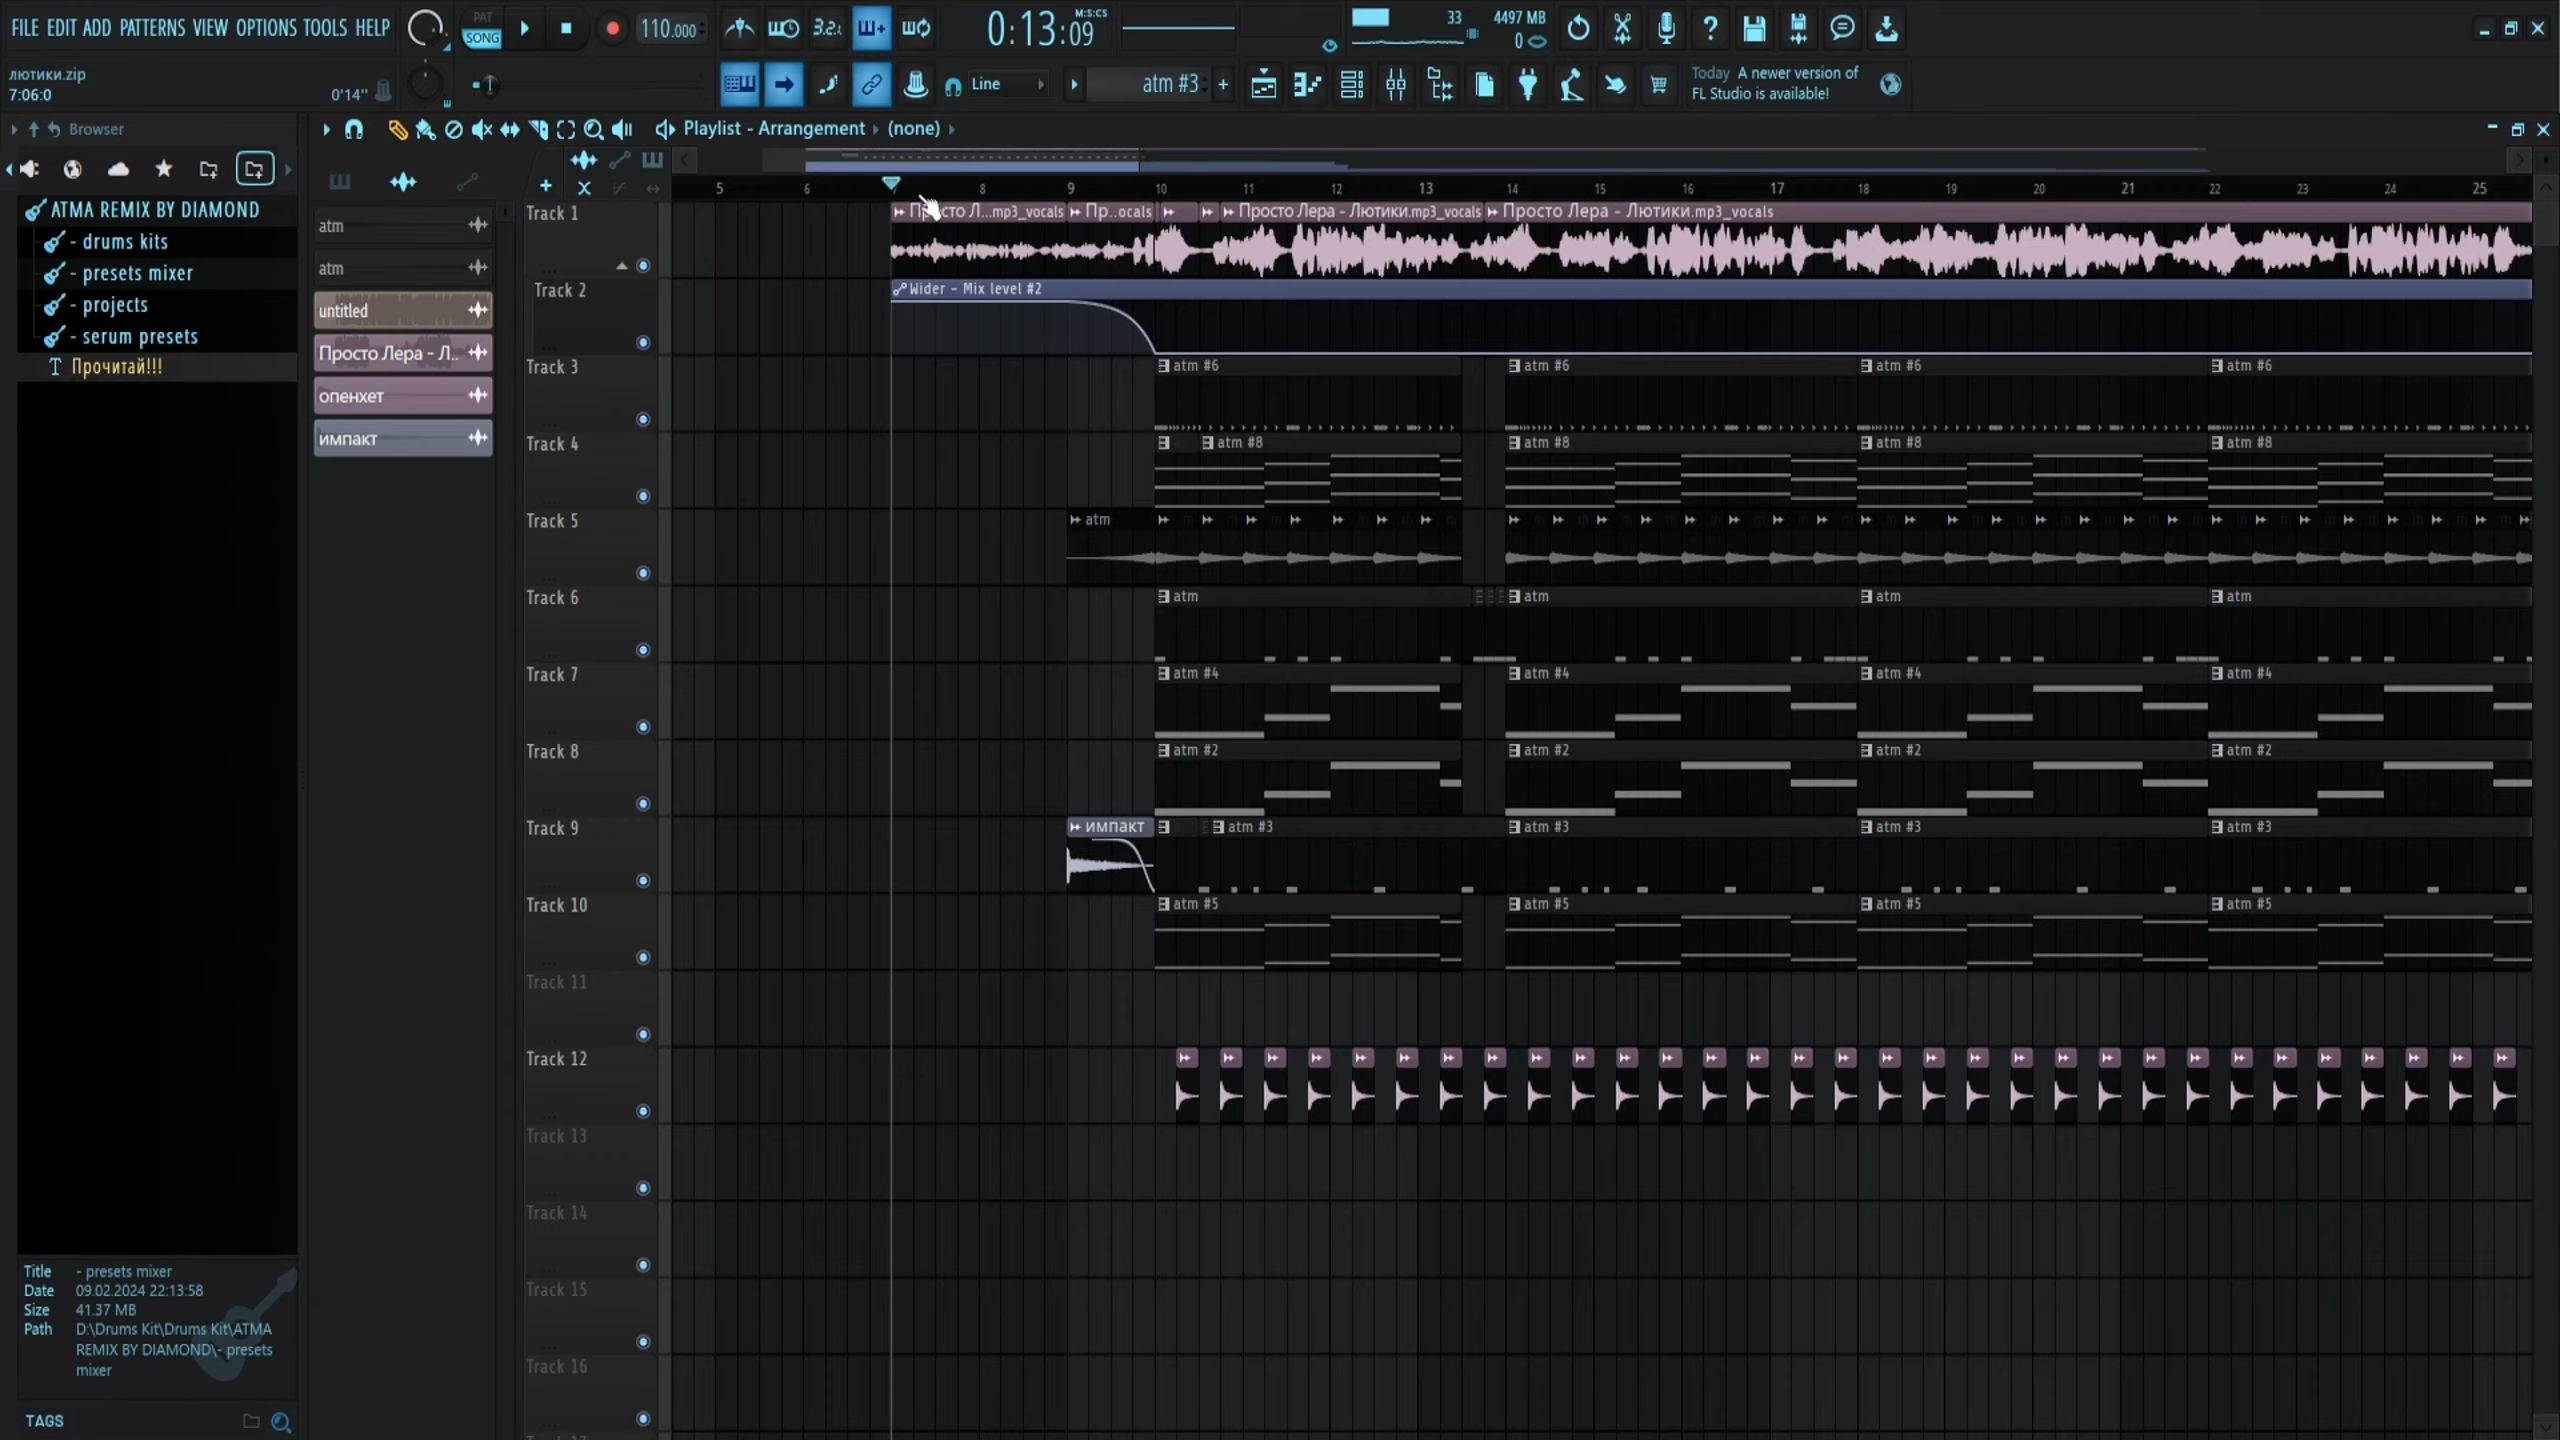 FILE EDIT ADD PATTERNS VIEW OPTIONS TOOLS HELP
PAT
SONG
110.000
3.2.
0:13:09
M:S:CS
33
4497 MB
0
лютики.zip
7:06:0
0'14"
Line
atm #3
Today A newer version of
FL Studio is available!
Browser
Playlist - Arrangement
(none)
ATMA REMIX BY DIAMOND
- drums kits
- presets mixer
- projects
- serum presets
Прочитай!!!
atm
atm
untitled
Просто Лера - Л..
опенхет
импакт
5 6 7 8 9 10 11 12 13 14 15 16 17 18 19 20 21 22 23 24 25
Track 1
Л...mp3_vocals
Пр..ocals
Просто Лера - Лютики.mp3_vocals
Просто Лера - Лютики.mp3_vocals
Track 2
Wider - Mix level #2
Track 3
atm #6 atm #6 atm #6 atm #6
Track 4
atm #8 atm #8 atm #8 atm #8
Track 5
atm
Track 6
atm atm atm atm
Track 7
atm #4 atm #4 atm #4 atm #4
Track 8
atm #2 atm #2 atm #2 atm #2
Track 9
импакт atm #3 atm #3 atm #3 atm #3
Track 10
atm #5 atm #5 atm #5 atm #5
Track 11
Track 12
Track 13
Track 14
Track 15
Track 16
Title - presets mixer
Date 09.02.2024 22:13:58
Size 41.37 MB
Path D:\Drums Kit\Drums Kit\ATMA
REMIX BY DIAMOND\- presets
mixer
TAGS